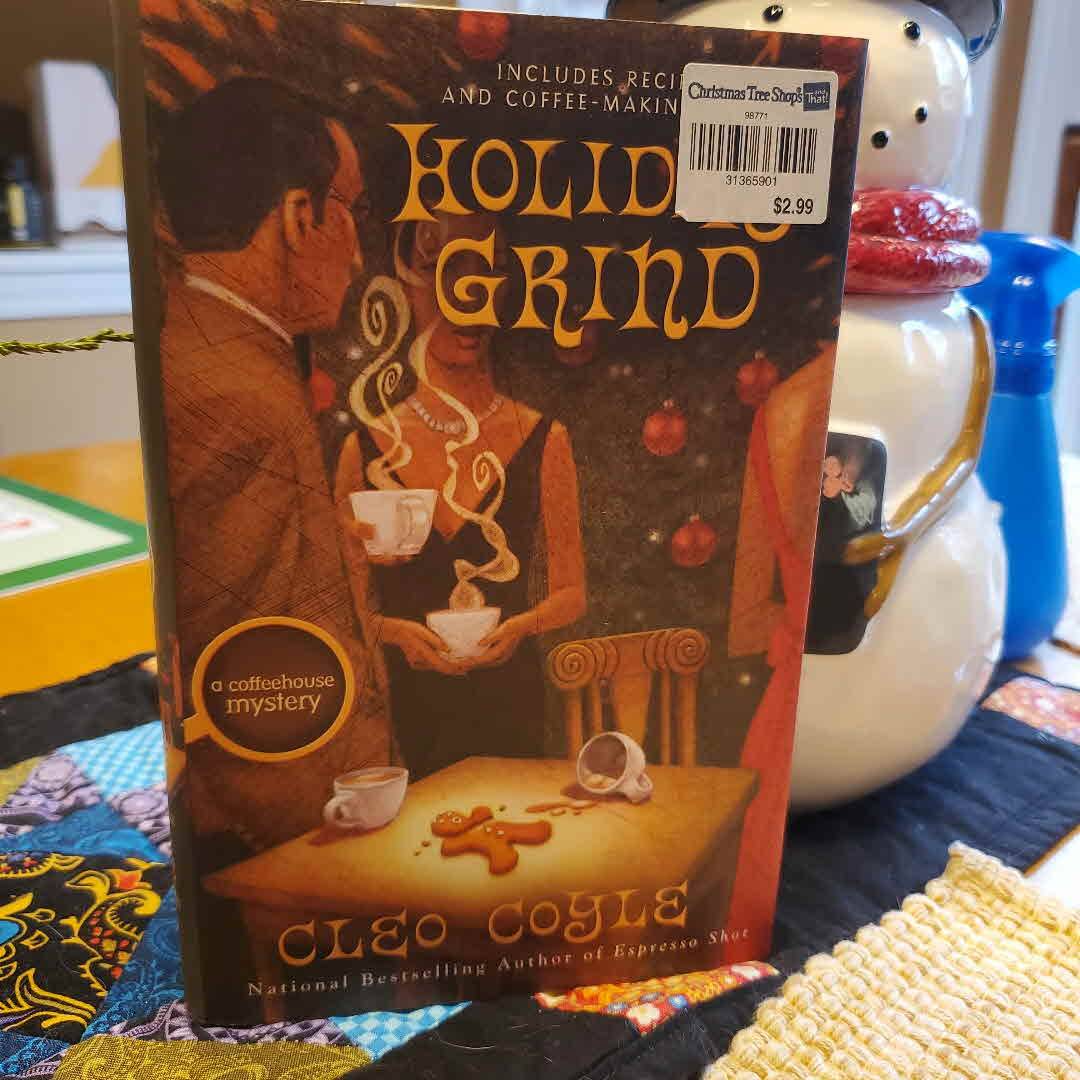 INCLUDES RECI
AND COFFEE-MAKIN
Christmas Tree Shops and That!
98771
31365901
$2.99
HOLID
GRIND
a coffeehouse
mystery
CLEO COYLE
National Bestselling Author of Espresso Shot